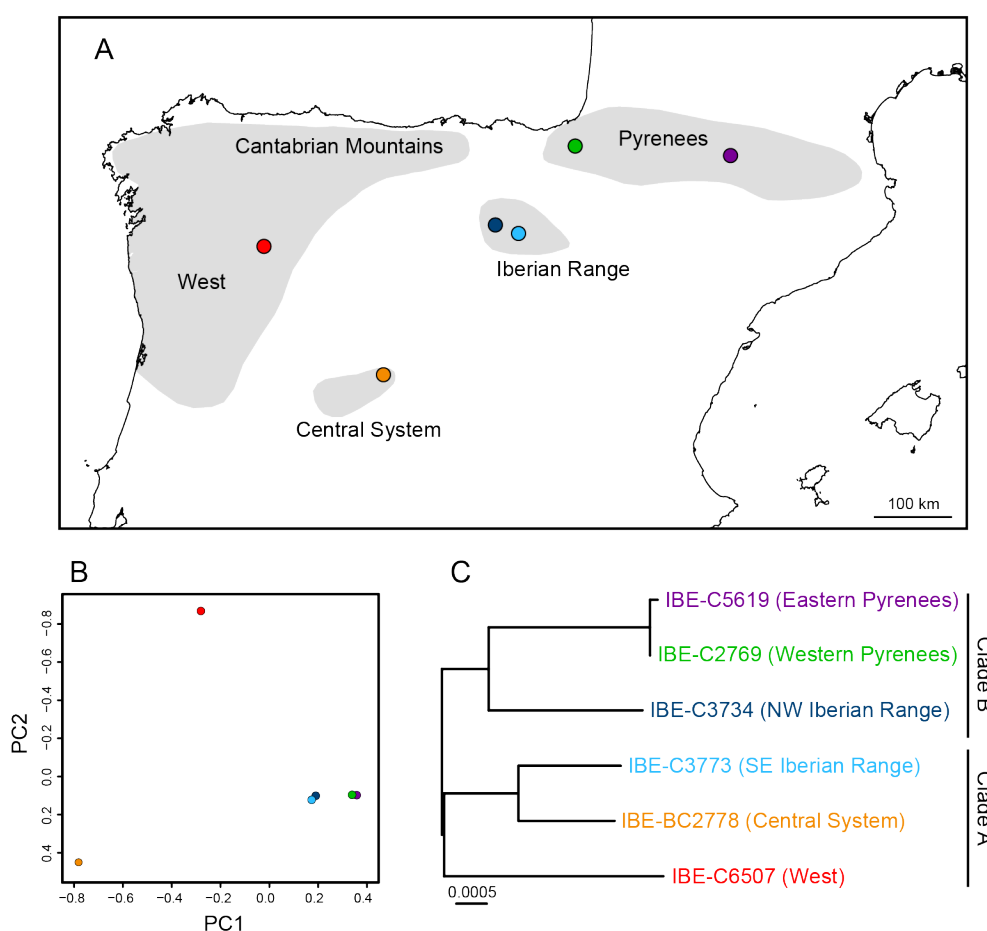 A
Cantabrian Mountains
Pyrenees
West
Iberian Range
Central System
100 km
B
−0.8
−0.6
−0.4
−0.2
0.0
0.2
0.4
PC2
−0.8
−0.6
−0.4
−0.2
0.0
0.2
0.4
PC1
C
IBE-C5619 (Eastern Pyrenees)
IBE-C2769 (Western Pyrenees)
IBE-C3734 (NW Iberian Range)
IBE-C3773 (SE Iberian Range)
IBE-BC2778 (Central System)
IBE-C6507 (West)
0.0005
Clade B
Clade A